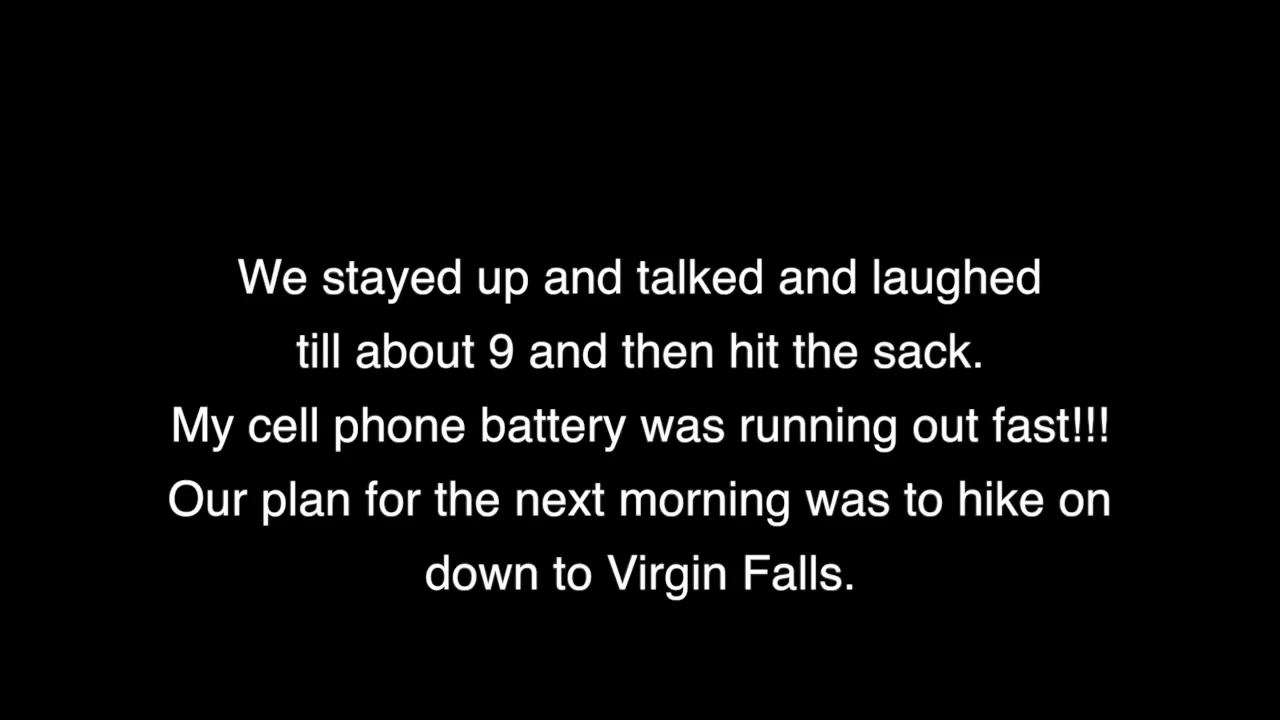 We stayed up and talked and laughed
till about 9 and then hit the sack.
My cell phone battery was running out fast!!!
Our plan for the next morning was to hike on
down to Virgin Falls.